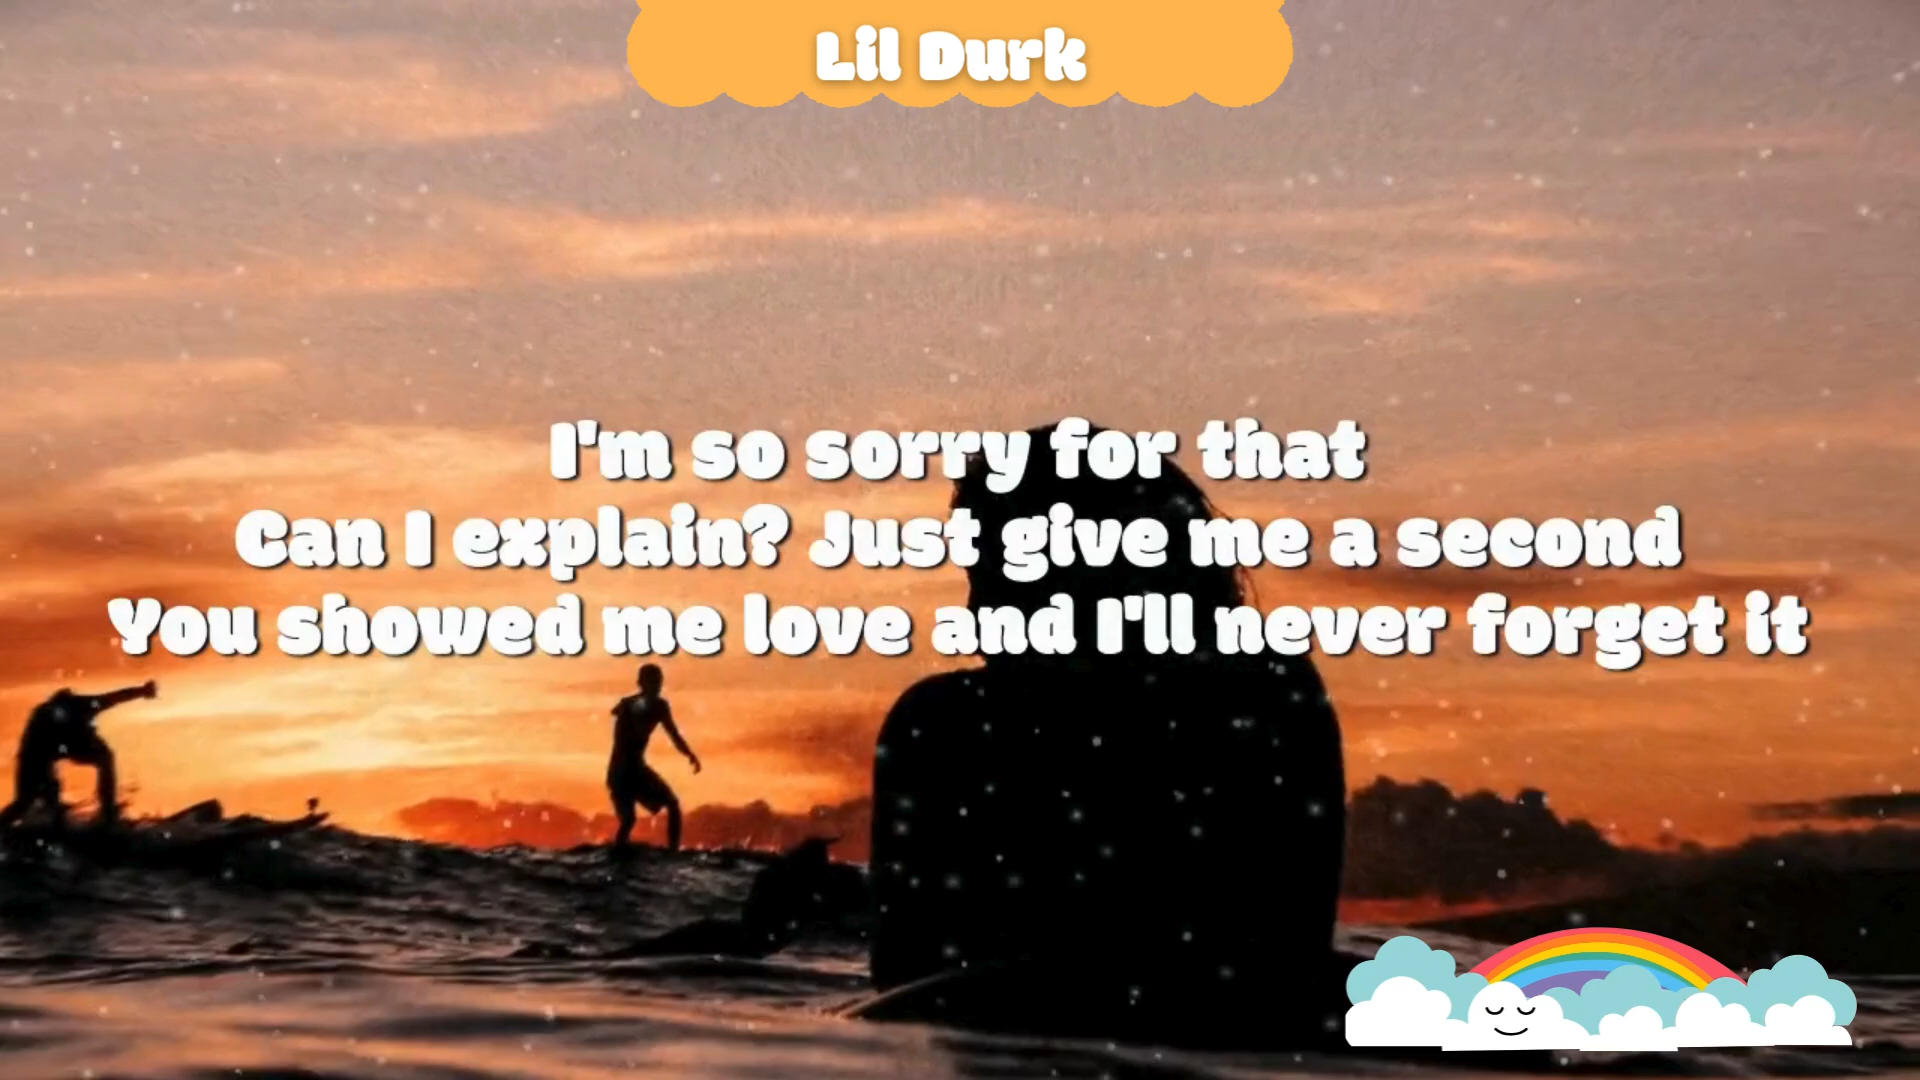 Lil Durk
I'm so sorry for that
Can I explain? Just give me a second
You showed me love and I'll never forget it